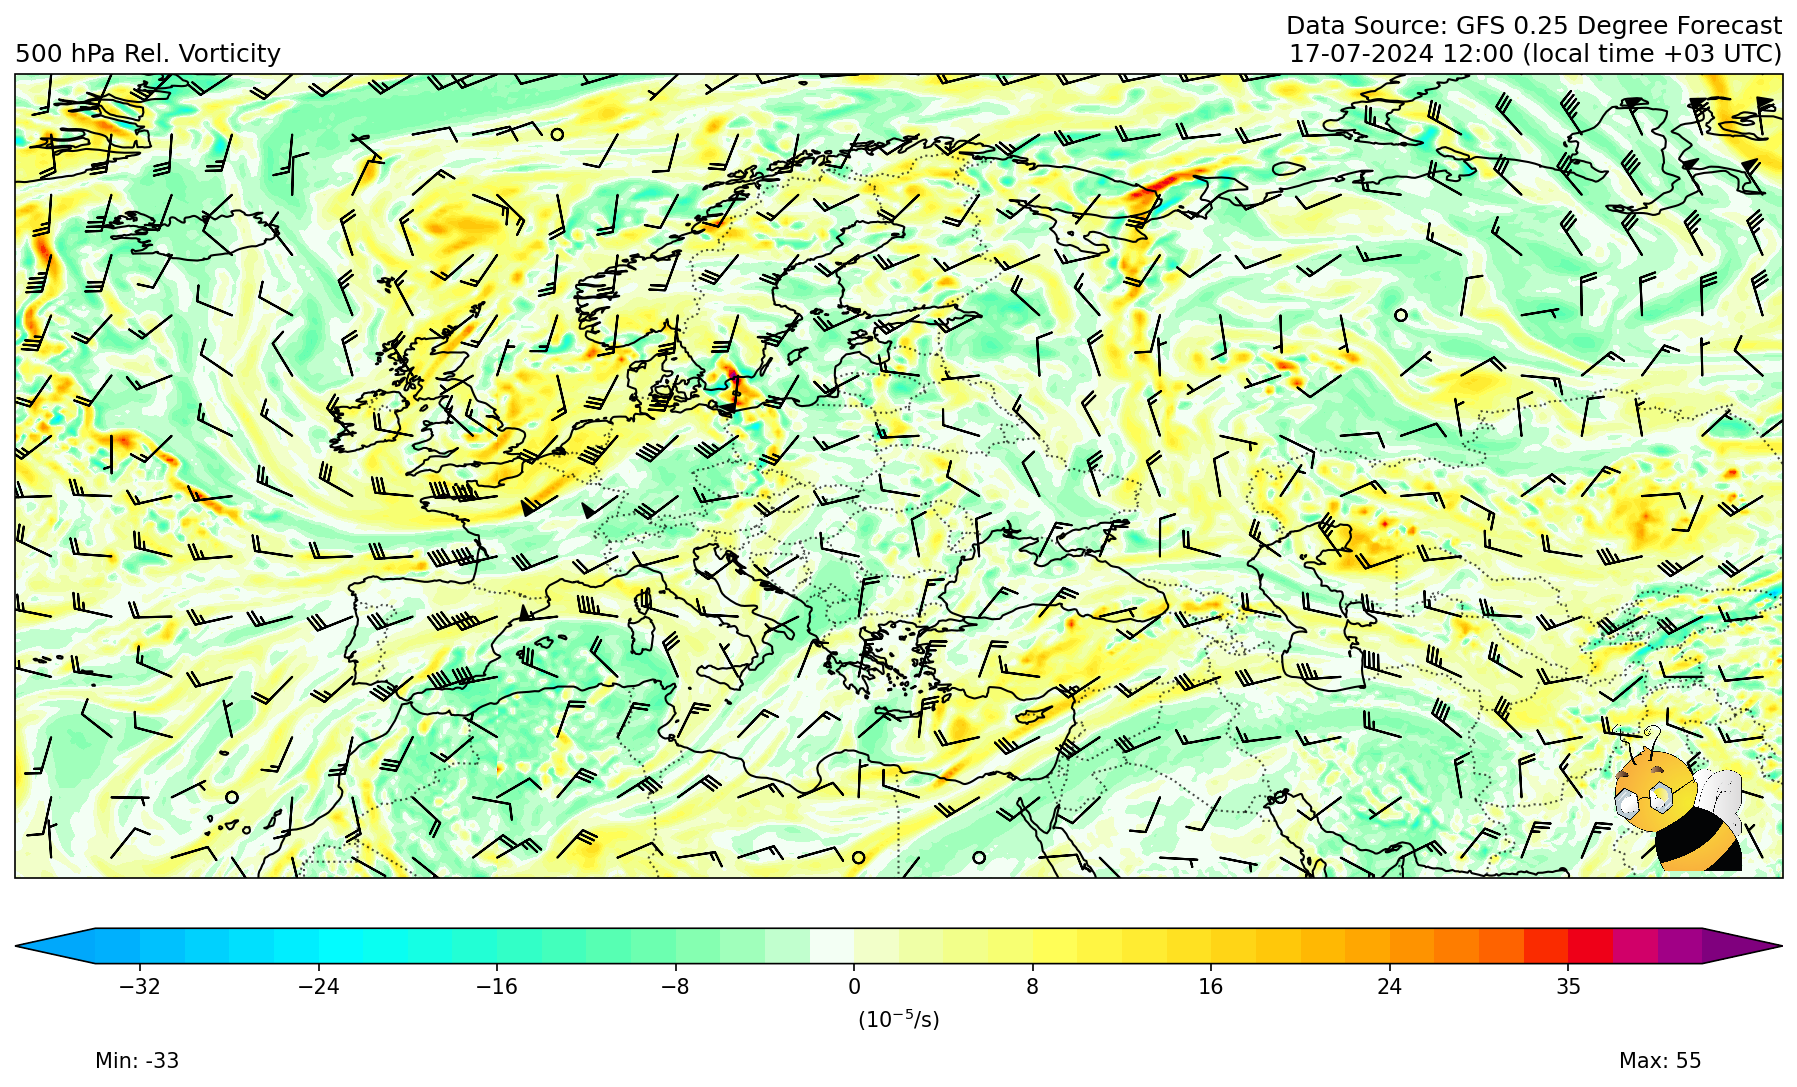 Data Source: GFS 0.25 Degree Forecast
500 hPa Rel. Vorticity
17-07-2024 12:00 (local time +03 UTC)
−32 −24 −16 −8 0 8 16 24 35
(10⁻⁵/s)
Min: -33
Max: 55